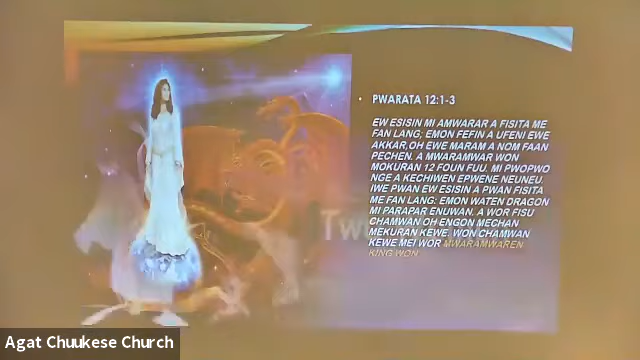 PWARATA 12:1-3
EW ESISIN MI AMWARAR A FISITA ME
FAN LANG; EMON FEFIN A UFENI EWE
AKKAR,OH EWE MARAM A NOM FAAN
PECHEN. A MWARAMWAR WON
MOKURAN 12 FOUN FUU. MI PWOPWO
NGE A KECHIWEN EPWENE NEUNEU.
IWE PWAN EW ESISIN A PWAN FISITA
ME FAN LANG; EMON WATEN DRAGON
MI PARAPAR ENUWAN. A WOR FISU
CHAMWAN OH ENGON MECHAN
MEKURAN KEWE. WON CHAMWAN
KEWE MEI WOR MWARAMWAREN
KING WON
Agat Chuukese Church